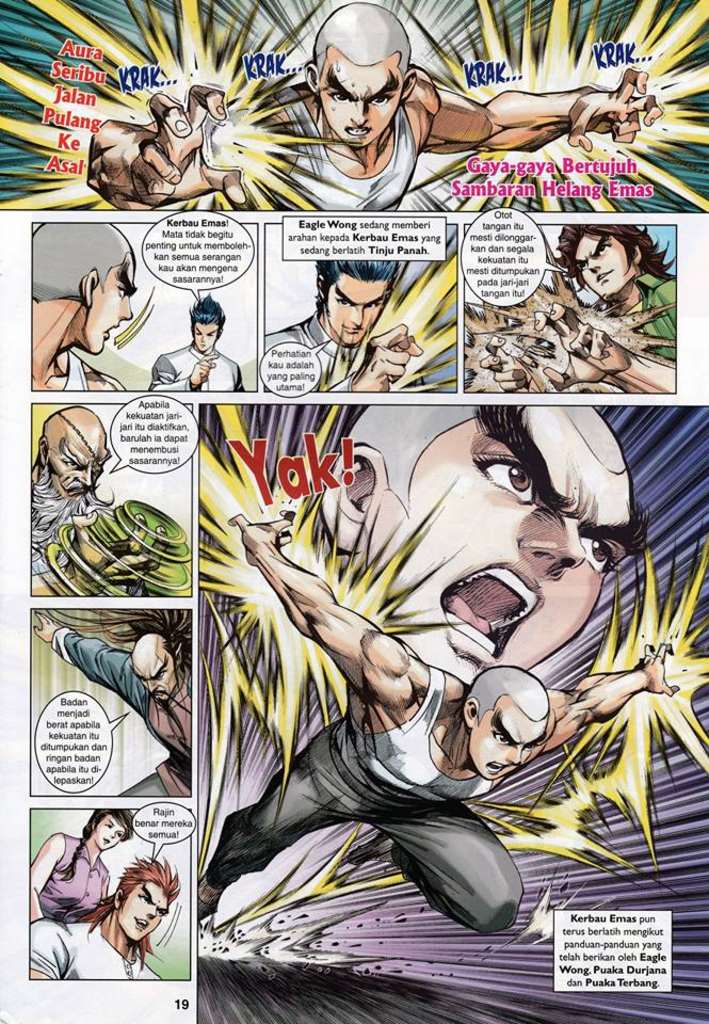 Aura
Seribu
Jalan
Pulang
Ke
Asal
KRAK...
KRAK...
KRAK...
KRAK...
Gaya-gaya Bertujuh
Sambaran Helang Emas
Kerbau Emas!
Mata tidak begitu
penting untuk memboleh-
kan semua serangan
kau akan mengena
sasarannya!
Eagle Wong sedang memberi
arahan kepada Kerbau Emas yang
sedang berlatih Tinju Panah.
Perhatian
kau adalah
yang paling
utama!
Otot
tangan itu
mesti dilonggar-
kan dan segala
kekuatan itu
mesti ditumpukan
pada jari-jari
tangan itu!
Apabila
kekuatan jari-
jari itu diaktifkan,
barulah ia dapat
menembusi
sasarannya!
Yak!
Badan
menjadi
berat apabila
kekuatan itu
ditumpukan dan
ringan badan
apabila itu di-
lepaskan!
Rajin
benar mereka
semua!
Kerbau Emas pun
terus berlatih mengikut
panduan-panduan yang
telah berikan oleh Eagle
Wong, Puaka Durjana
dan Puaka Terbang.
19